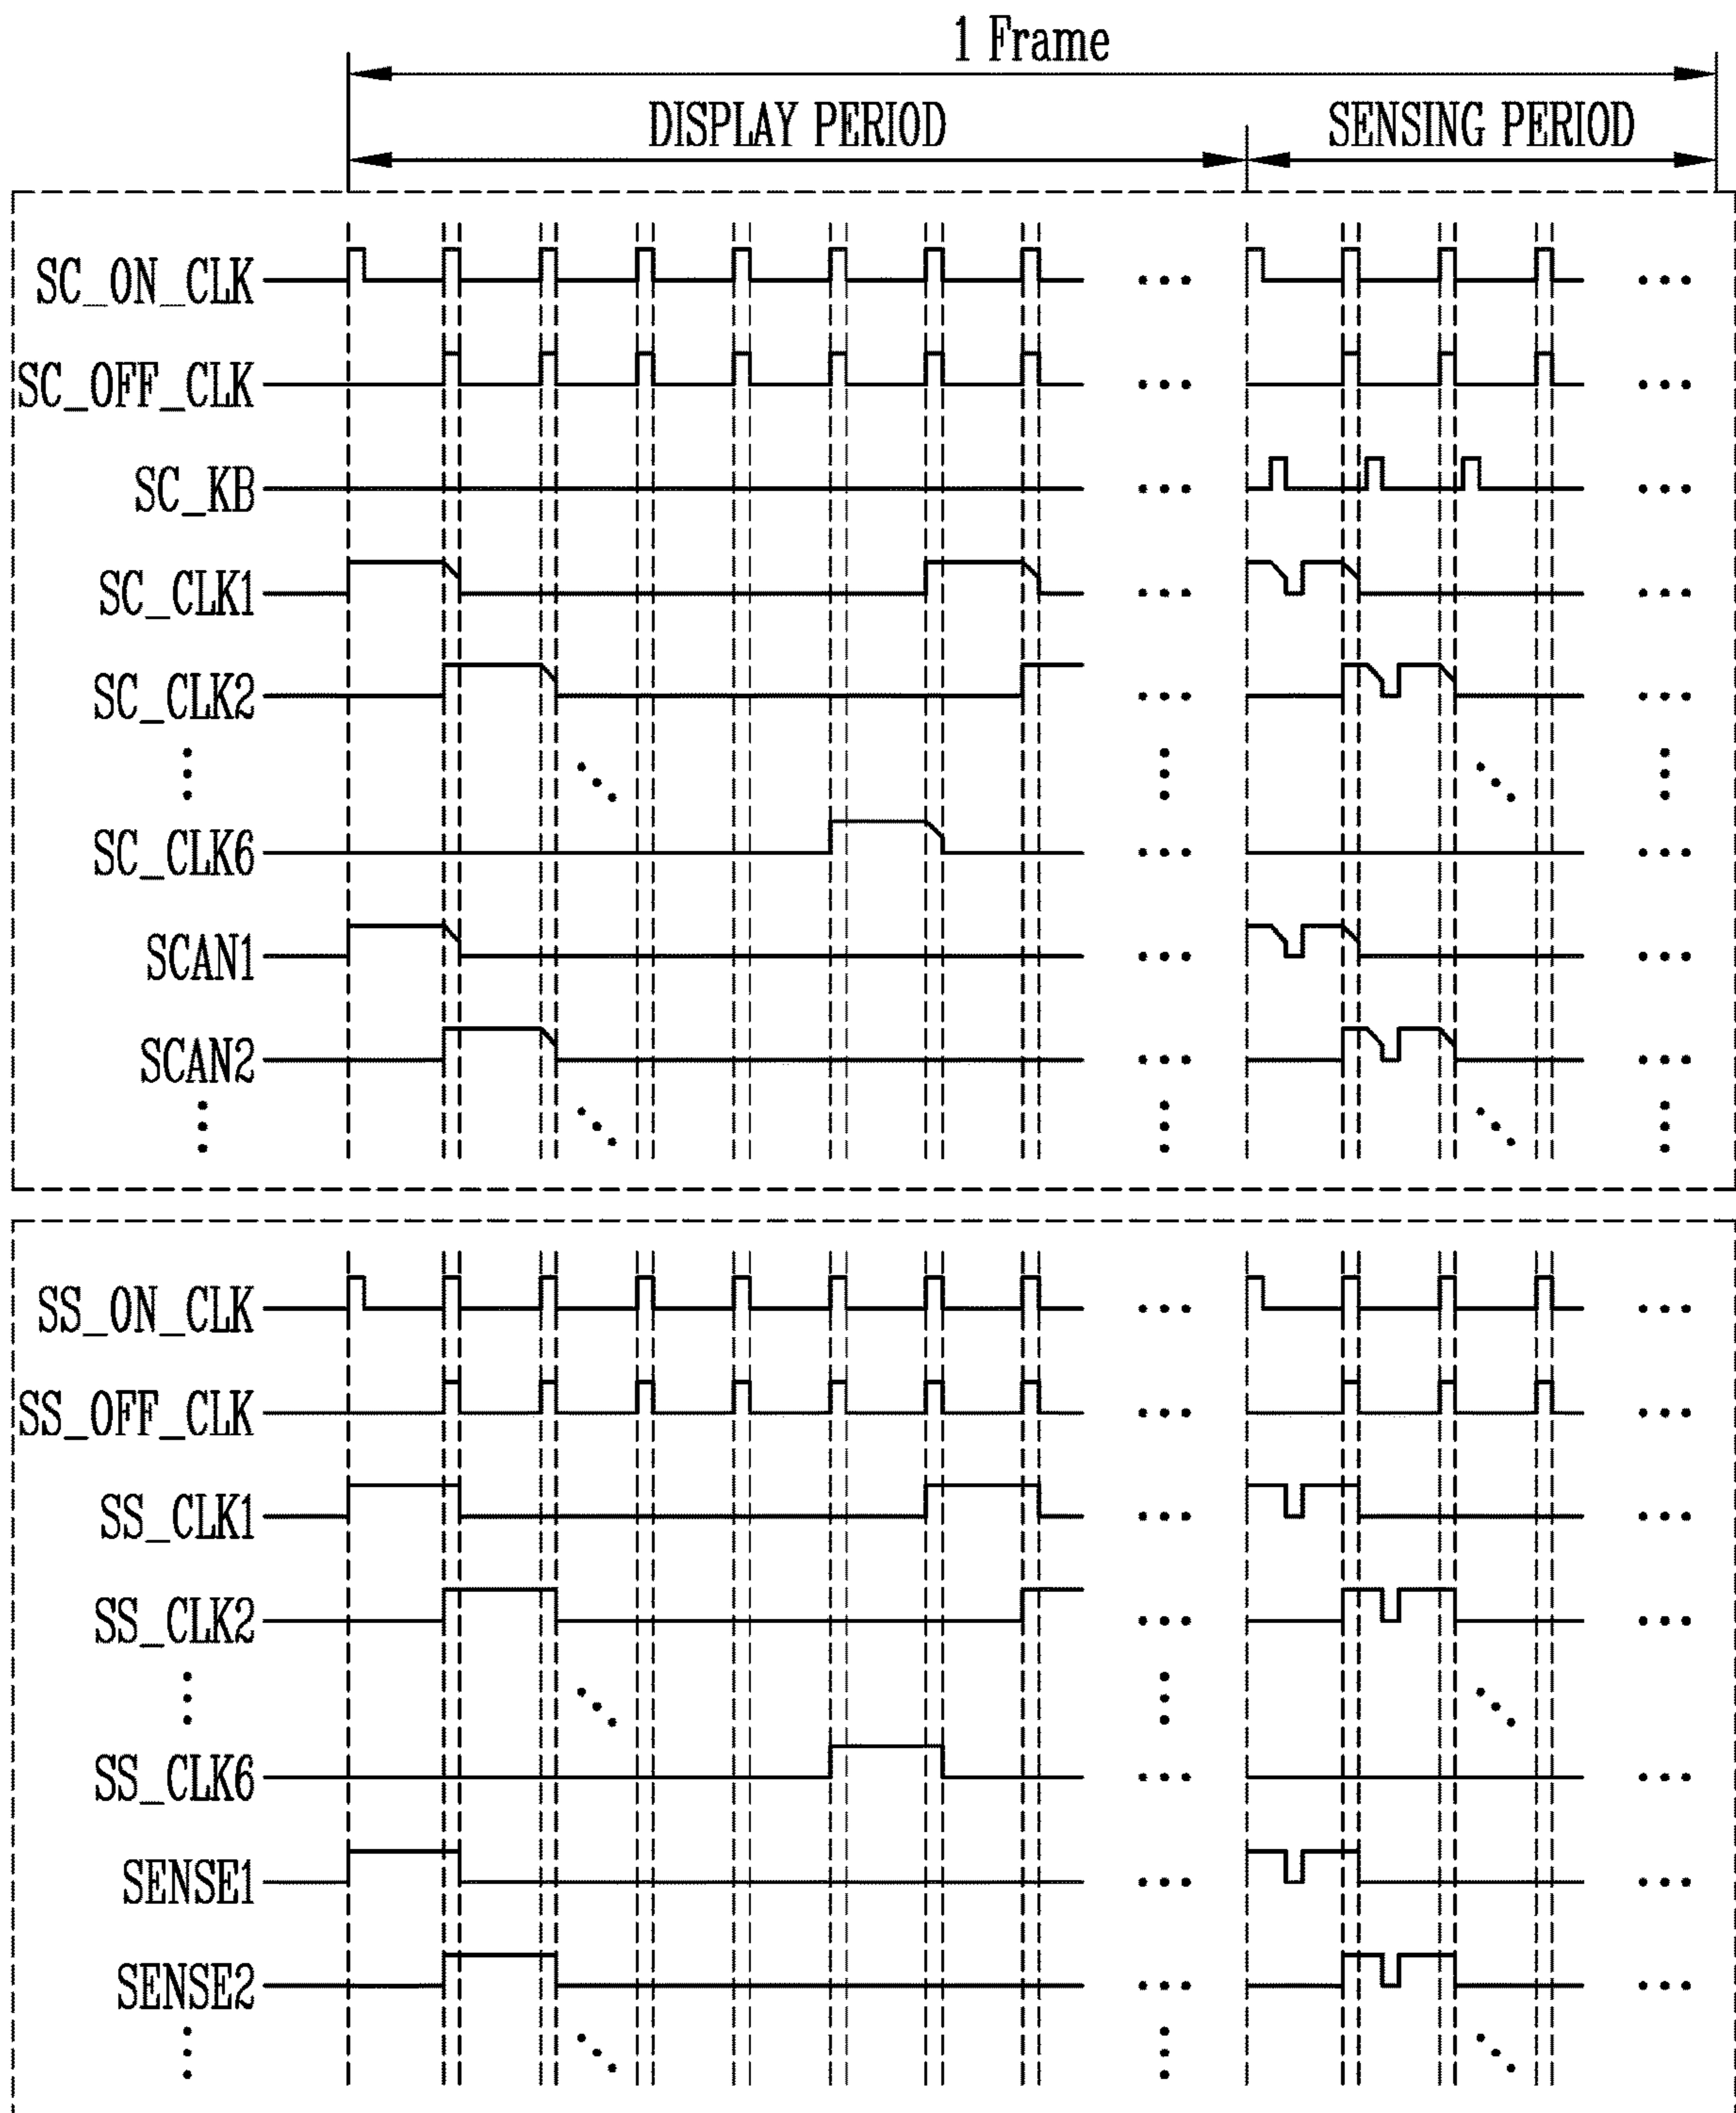 1 Frame
DISPLAY PERIOD
SENSING PERIOD
SC_ON_CLK
SC_OFF_CLK
SC_KB
SC_CLK1
SC_CLK2
SC_CLK6
SCAN1
SCAN2
SS_ON_CLK
SS_OFF_CLK
SS_CLK1
SS_CLK2
SS_CLK6
SENSE1
SENSE2